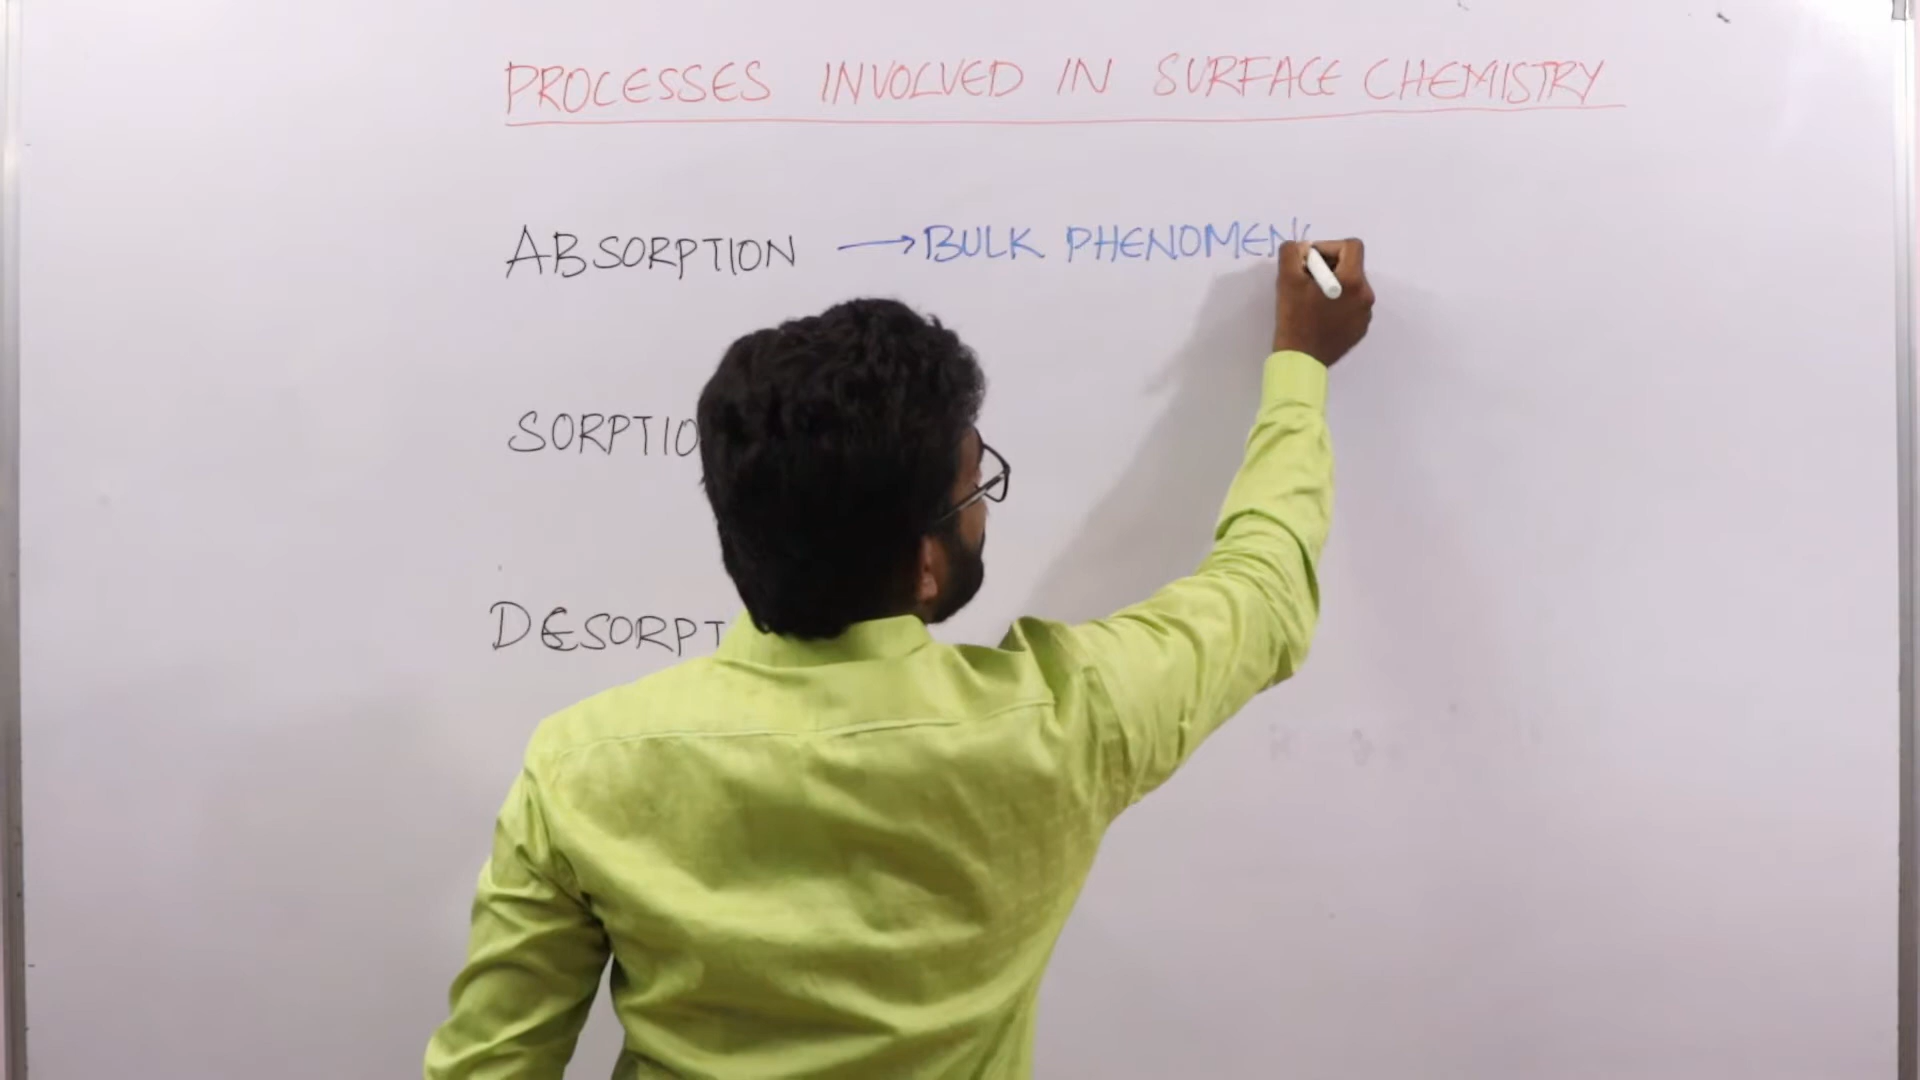 PROCESSES INVOLVED IN SURFACE CHEMISTRY
ABSORPTION → BULK PHENOMEN
SORPTIO
DESORPT